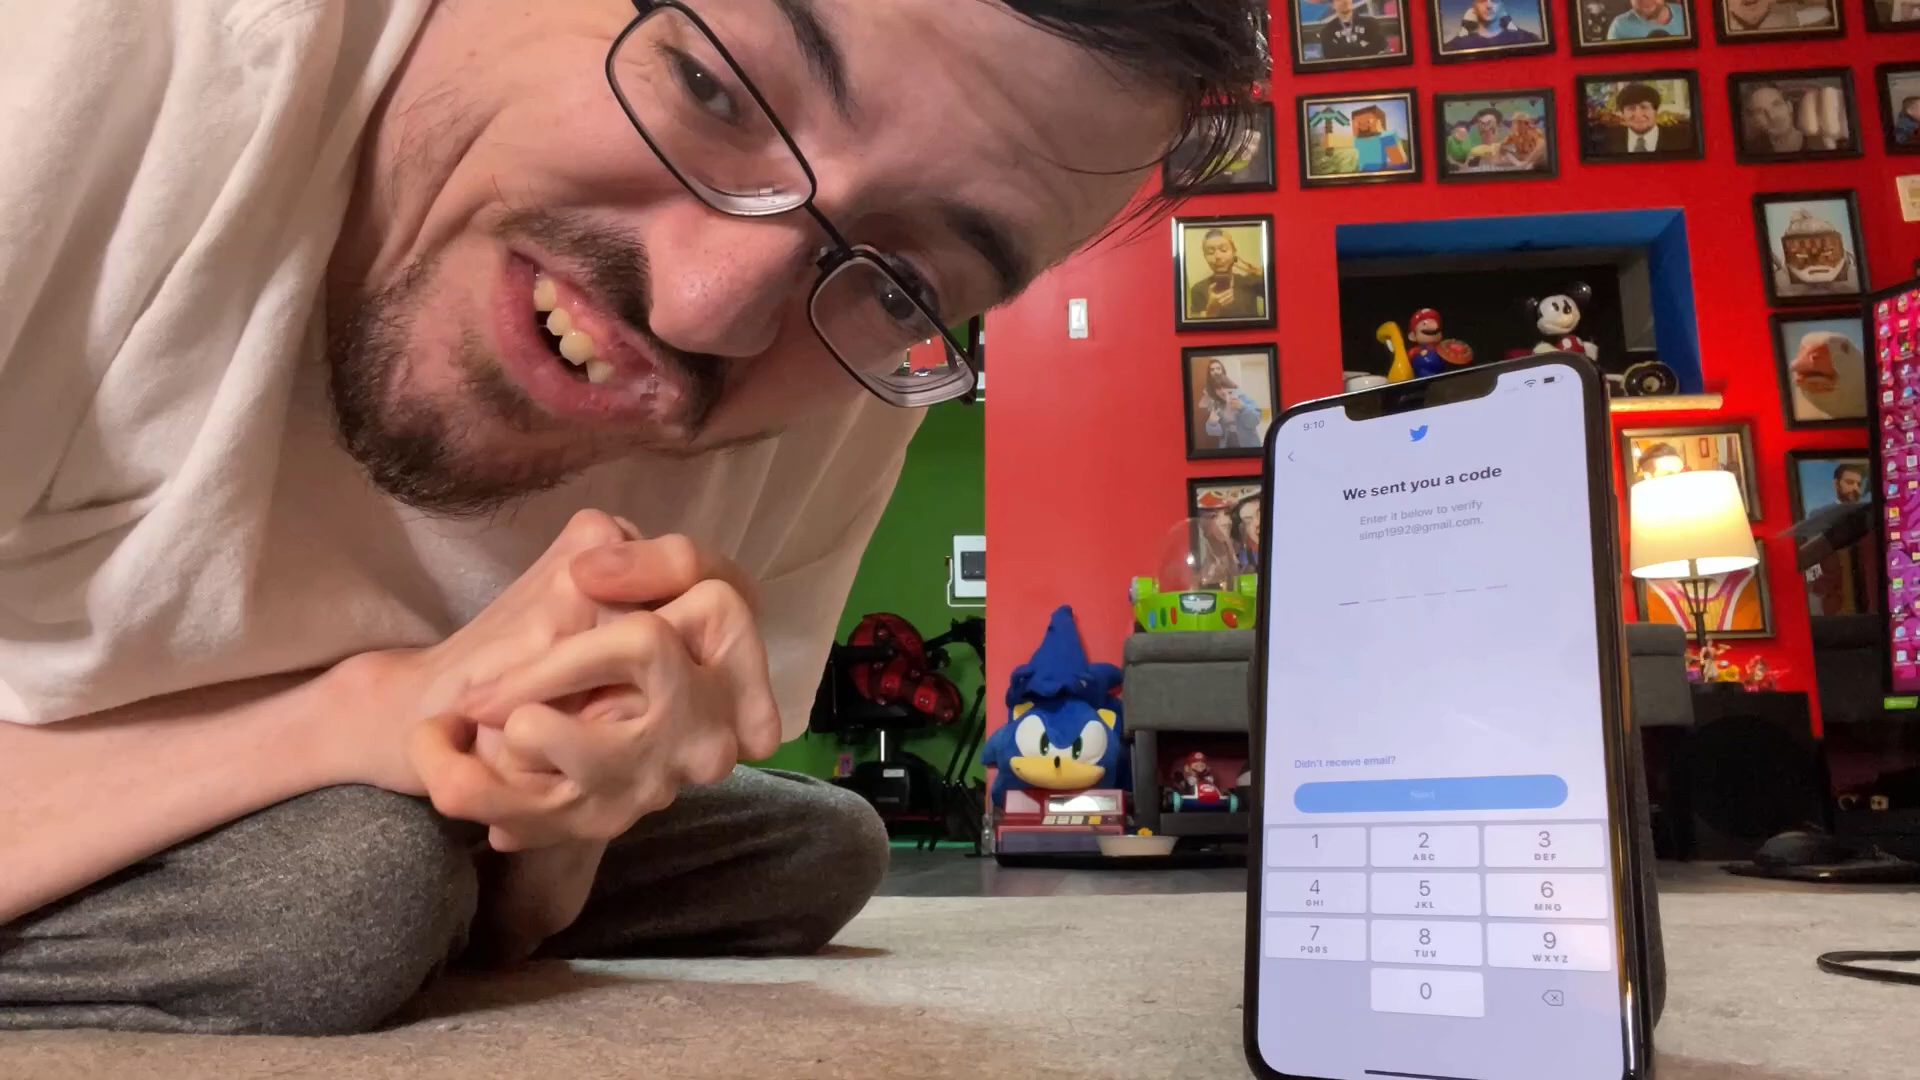 9:10
We sent you a code
Enter it below to verify
simp1992@gmail.com.
Didn't receive email?
Next
1
2
ABC
3
DEF
4
GHI
5
JKL
6
MNO
7
PQRS
8
TUV
9
WXYZ
0